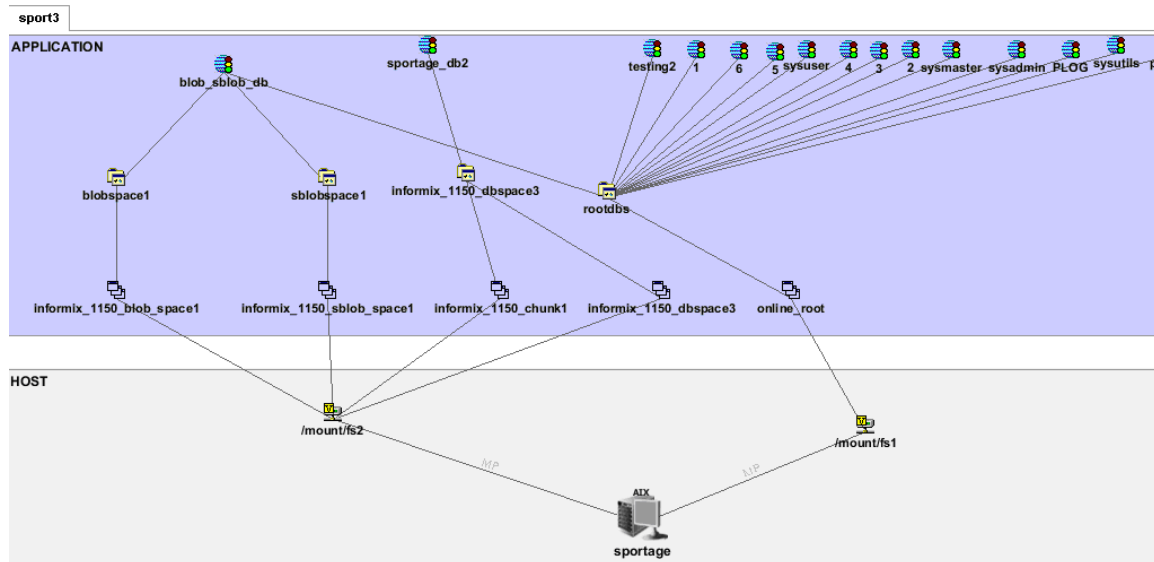 sport3
APPLICATION
sportage_db2
blob_sblob_db
testing2
1
6
5
sysuser
4
3
2
sysmaster
sysadmin
PLOG
sysutils
blobspace1
sblobspace1
informix_1150_dbspace3
rootdbs
informix_1150_blob_space1
informix_1150_sblob_space1
informix_1150_chunk1
informix_1150_dbspace3
online_root
HOST
/mount/fs2
/mount/fs1
MP
MP
AIX
sportage